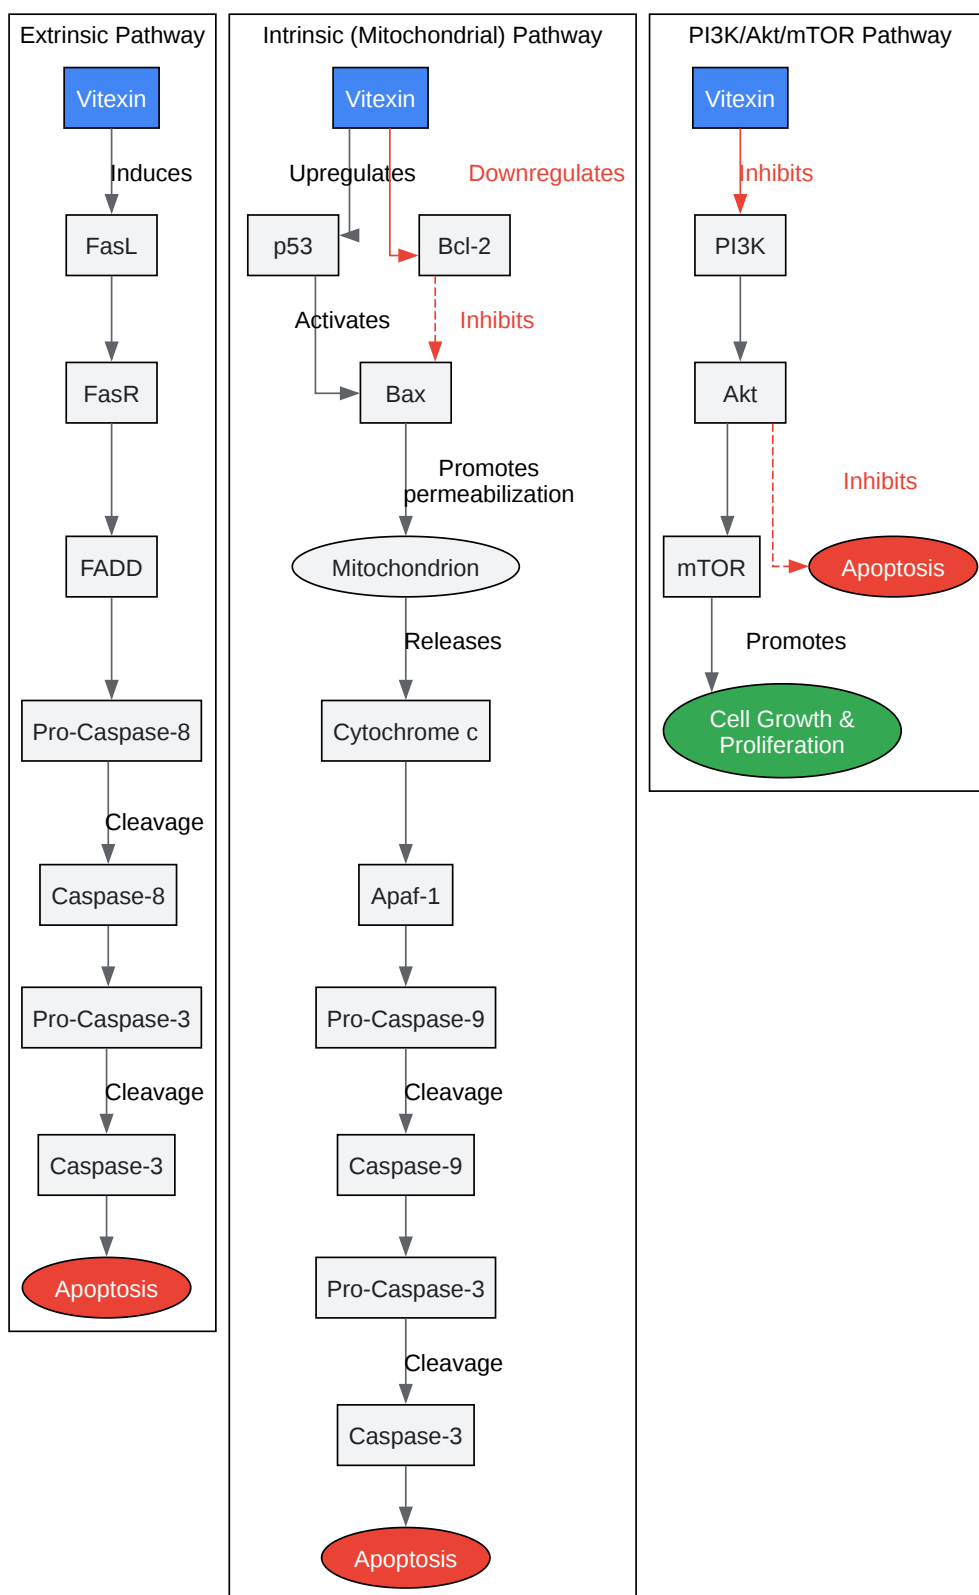 Extrinsic Pathway
Vitexin
Induces
FasL
FasR
FADD
Pro-Caspase-8
Cleavage
Caspase-8
Pro-Caspase-3
Cleavage
Caspase-3
Apoptosis
Intrinsic (Mitochondrial) Pathway
Vitexin
Upregulates
Downregulates
p53
Bcl-2
Activates
Inhibits
Bax
Promotes
permeabilization
Mitochondrion
Releases
Cytochrome c
Apaf-1
Pro-Caspase-9
Cleavage
Caspase-9
Pro-Caspase-3
Cleavage
Caspase-3
Apoptosis
PI3K/Akt/mTOR Pathway
Vitexin
Inhibits
PI3K
Akt
Inhibits
mTOR
Apoptosis
Promotes
Cell Growth &
Proliferation